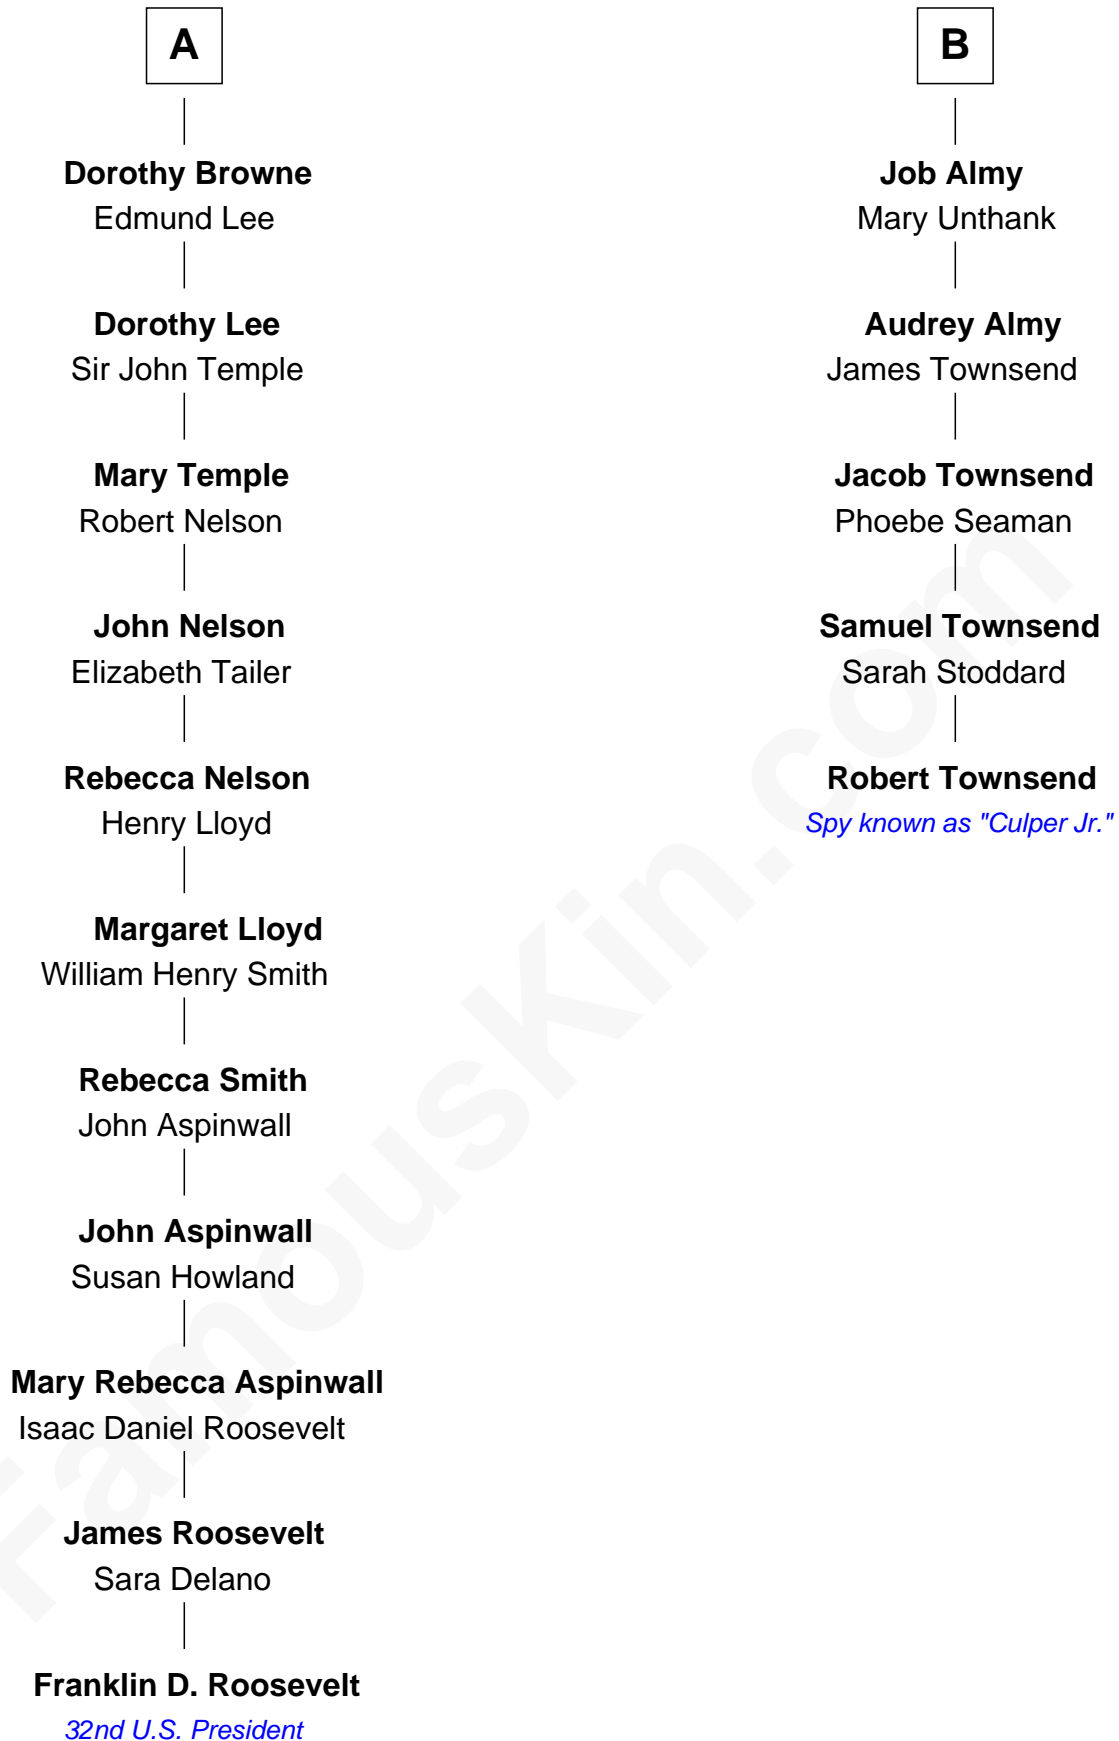 A
Dorothy Browne
Edmund Lee
Dorothy Lee
Sir John Temple
Mary Temple
Robert Nelson
John Nelson
Elizabeth Tailer
Rebecca Nelson
Henry Lloyd
Margaret Lloyd
William Henry Smith
Rebecca Smith
John Aspinwall
John Aspinwall
Susan Howland
Mary Rebecca Aspinwall
Isaac Daniel Roosevelt
James Roosevelt
Sara Delano
Franklin D. Roosevelt
32nd U.S. President
B
Job Almy
Mary Unthank
Audrey Almy
James Townsend
Jacob Townsend
Phoebe Seaman
Samuel Townsend
Sarah Stoddard
Robert Townsend
Spy known as "Culper Jr."
FamousKin.com